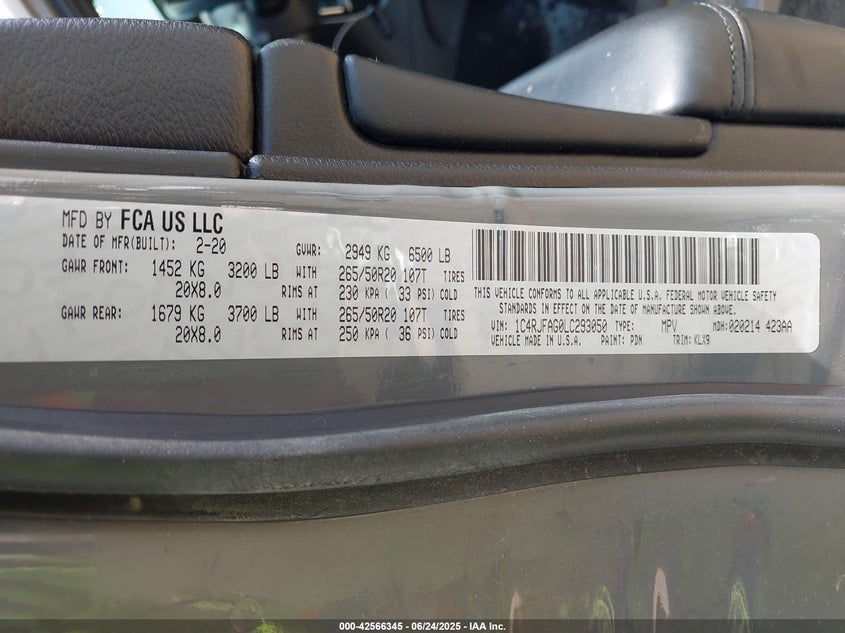 MFD BY FCA US LLC
DATE OF MFR(BUILT): 2-20 GVWR: 2949 KG 6500 LB
GAWR FRONT: 1452 KG 3200 LB WITH 265/50R20 107T TIRES
20X8.0 RIMS AT 230 KPA ( 33 PSI) COLD
GAWR REAR: 1679 KG 3700 LB WITH 265/50R20 107T TIRES
20X8.0 RIMS AT 250 KPA ( 36 PSI) COLD
THIS VEHICLE CONFORMS TO ALL APPLICABLE U.S.A. FEDERAL MOTOR VEHICLE SAFETY
STANDARDS IN EFFECT ON THE DATE OF MANUFACTURE SHOWN ABOVE.
VIN: 1C4RJFAG0LC293050 TYPE: MPV MDH:020214 423AA
VEHICLE MADE IN U.S.A. PAINT: PDN TRIM: KLX9
000-42566345 / 06/24/2025 - IAA Inc.